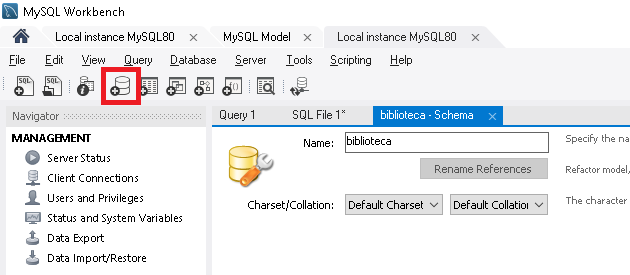 MySQL Workbench
Local instance MySQL80 MySQL Model Local instance MySQL80
File Edit View Query Database Server Tools Scripting Help
SQL SQL
Navigator
Query 1 SQL File 1* biblioteca - Schema
MANAGEMENT
Server Status
Client Connections
Users and Privileges
Status and System Variables
Data Export
Data Import/Restore
Name: biblioteca Specify the na
Rename References Refactor model,
Charset/Collation: Default Charset Default Collation The character